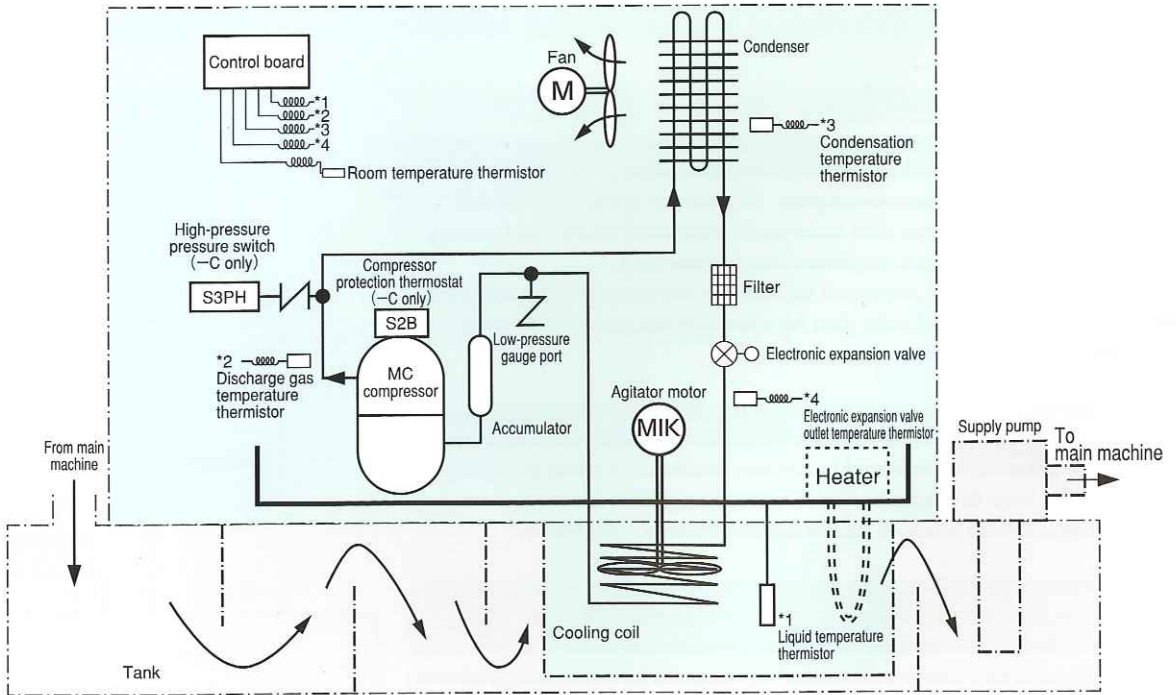 Control board
*1
*2
*3
*4
Room temperature thermistor
Fan
M
Condenser
*3
Condensation
temperature
thermistor
High-pressure
pressure switch
(−C only)
S3PH
Compressor
protection thermostat
(−C only)
S2B
Low-pressure
gauge port
Filter
Electronic expansion valve
*2
Discharge gas
temperature
thermistor
MC
compressor
Accumulator
Agitator motor
MIK
*4
Electronic expansion valve
outlet temperature thermistor
Heater
Supply pump
To
main machine
From main
machine
Cooling coil
*1
Liquid temperature
thermistor
Tank